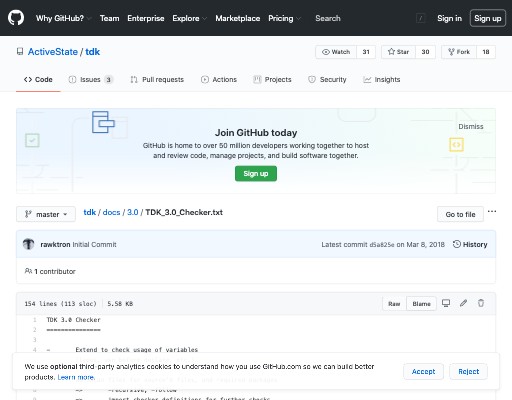 Why GitHub? Team Enterprise Explore Marketplace Pricing Search / Sign in Sign up
ActiveState / tdk Watch 31 Star 30 Fork 18
Code Issues 3 Pull requests Actions Projects Security Insights
Dismiss
Join GitHub today
GitHub is home to over 50 million developers working together to host
and review code, manage projects, and build software together.
Sign up
master tdk / docs / 3.0 / TDK_3.0_Checker.txt Go to file ...
rawktron Initial Commit Latest commit d5a825e on Mar 8, 2018 History
1 contributor
154 lines (113 sloc) 5.58 KB Raw Blame
1 TDK 3.0 Checker
2 ===============
3
4 - Extend to check usage of variables
We use optional third-party analytics cookies to understand how you use GitHub.com so we can build better
products. Learn more.
Accept Reject
import checker definitions for further checks